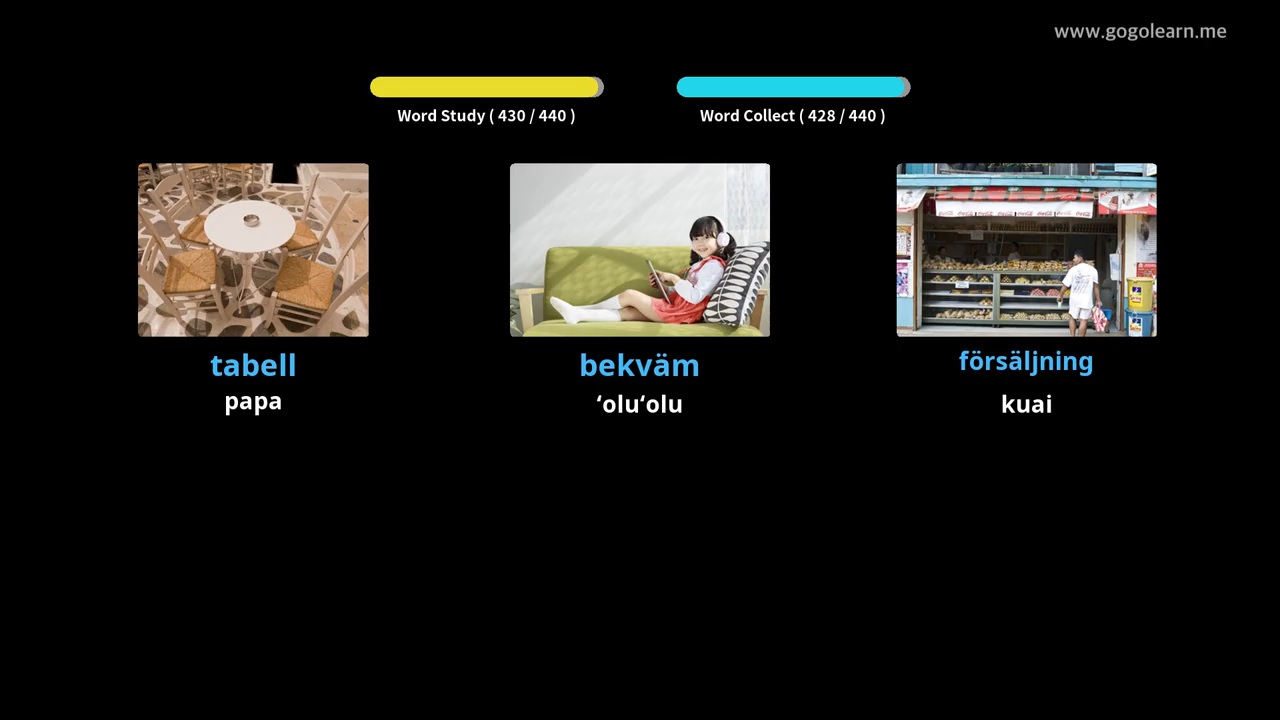 www.gogolearn.me
Word Study ( 430 / 440 )
Word Collect ( 428 / 440 )
tabell
bekväm
försäljning
papa
ʻoluʻolu
kuai